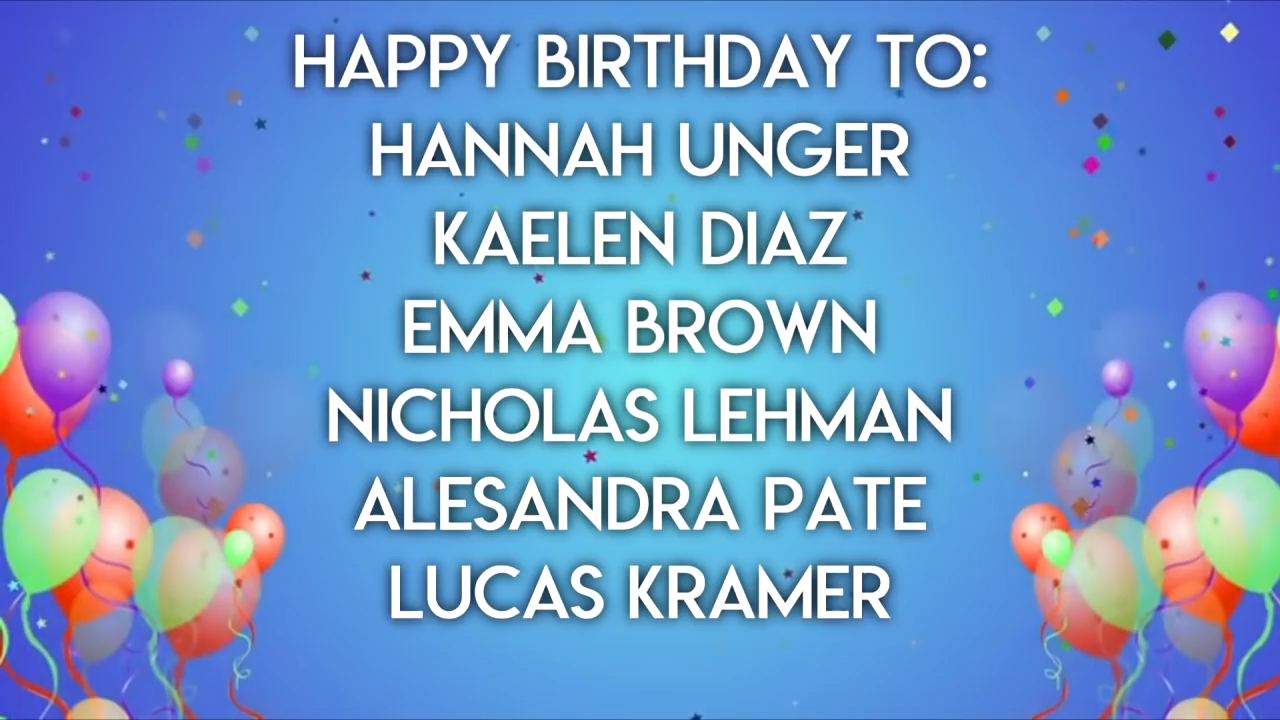 HAPPY BIRTHDAY TO:
HANNAH UNGER
KAELEN DIAZ
EMMA BROWN
NICHOLAS LEHMAN
ALESANDRA PATE
LUCAS KRAMER